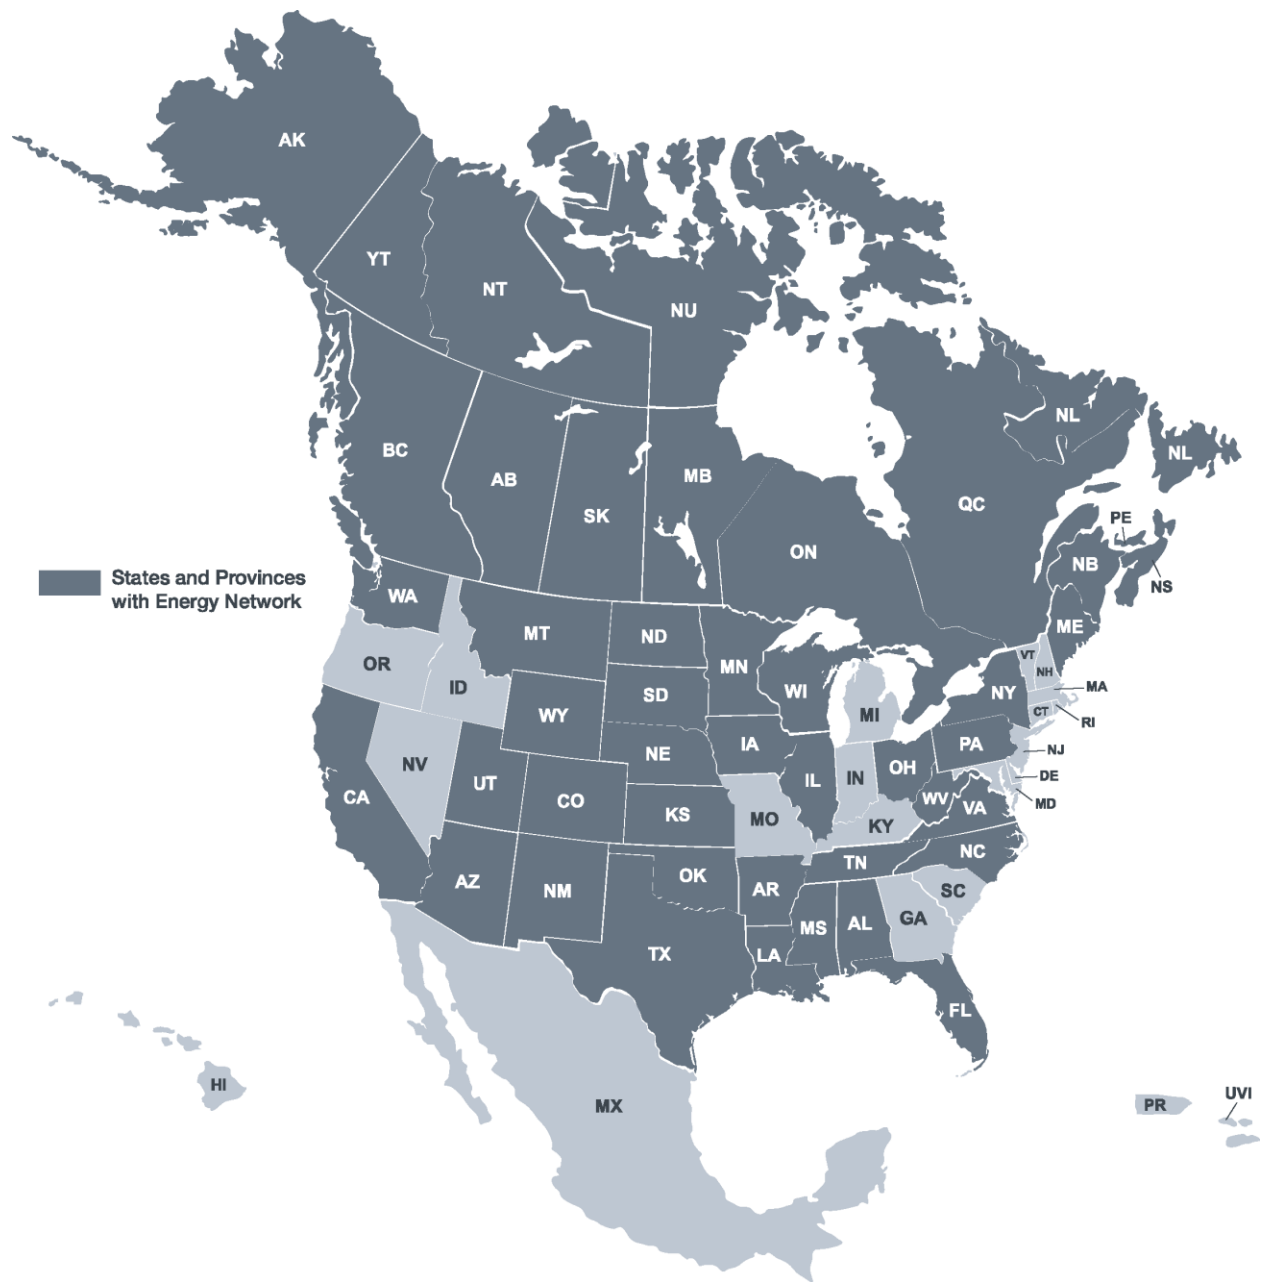 AK
YT
NT
NU
NL
BC
AB
SK
MB
NL
QC
ON
PE
NB
NS
States and Provinces
with Energy Network
WA
MT
ND
MN
ME
OR
ID
SD
WI
VT
NH
MI
NY
MA
WY
CT
RI
IA
PA
NJ
NV
NE
OH
DE
UT
IL
IN
CA
CO
WV
MD
VA
KS
MO
KY
NC
TN
AZ
NM
OK
AR
SC
GA
MS
AL
TX
LA
FL
HI
MX
PR
UVI